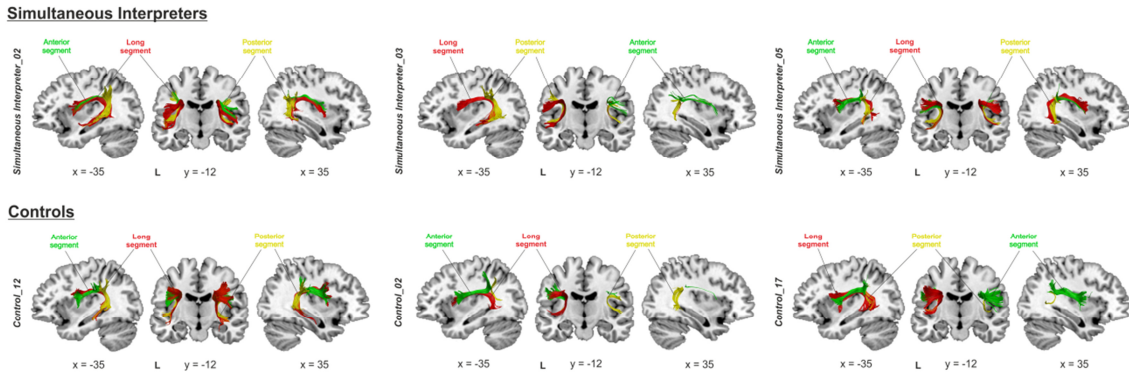 Simultaneous Interpreters
Simultaneous Interpreter_02
Anterior segment
Long segment
Posterior segment
x = -35
L
y = -12
x = 35
Simultaneous Interpreter_03
Long segment
Posterior segment
Anterior segment
x = -35
L
y = -12
x = 35
Simultaneous Interpreter_05
Anterior segment
Long segment
Posterior segment
x = -35
L
y = -12
x = 35
Controls
Control_12
Anterior segment
Long segment
Posterior segment
x = -35
L
y = -12
x = 35
Control_02
Anterior segment
Long segment
Posterior segment
x = -35
L
y = -12
x = 35
Control_17
Long segment
Posterior segment
Anterior segment
x = -35
L
y = -12
x = 35